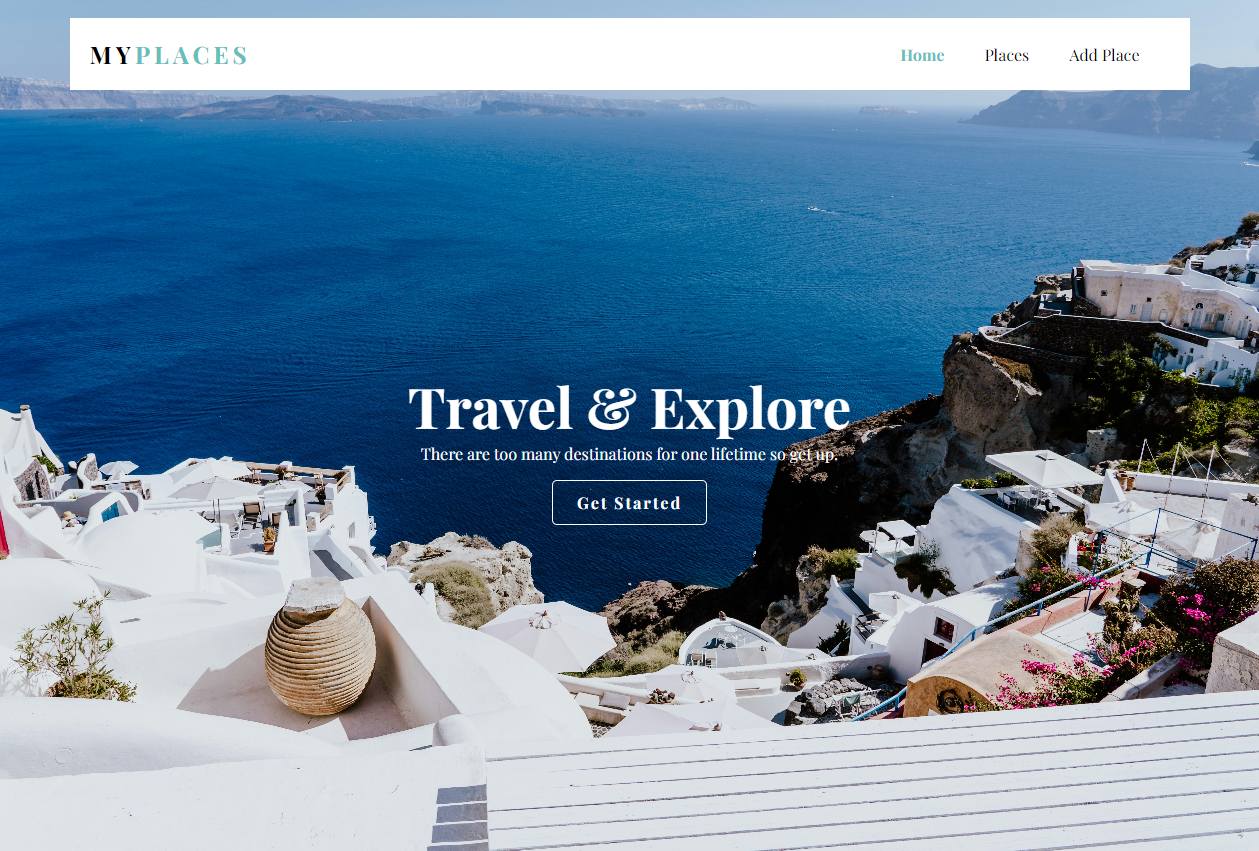 MYPLACES
Home Places Add Place
Travel & Explore
There are too many destinations for one lifetime so get up.
Get Started